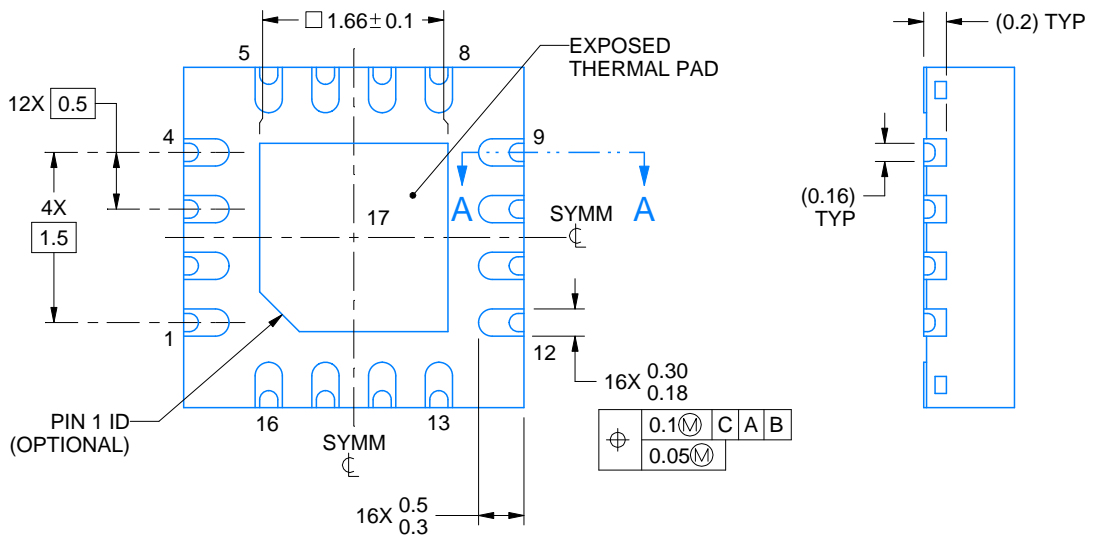 □ 1.66± 0.1
(0.2) TYP
5
8
EXPOSED
THERMAL PAD
12X 0.5
4
9
4X
1.5
17
A
A
SYMM
℄
(0.16)
TYP
1
12
16X 0.30
0.18
PIN 1 ID
(OPTIONAL)
16
13
SYMM
℄
⌖ 0.1Ⓜ C A B
0.05Ⓜ
16X 0.5
0.3